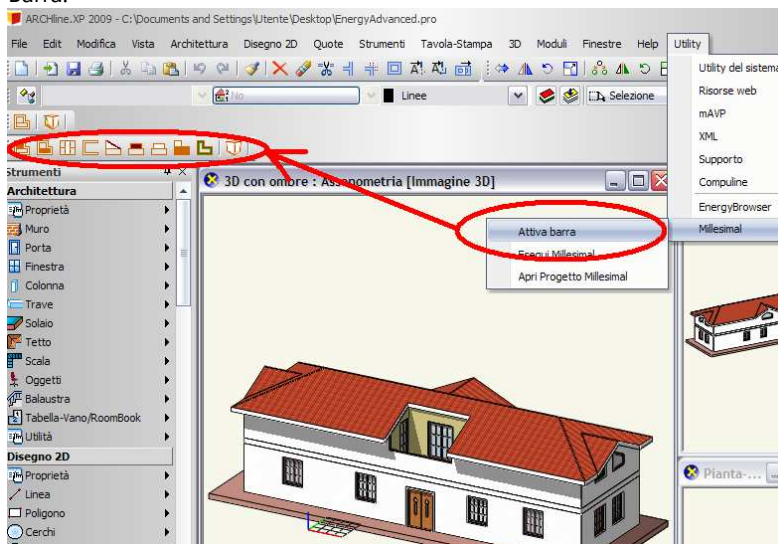 Barra.
ARCHline.XP 2009 - C:\Documents and Settings\Utente\Desktop\EnergyAdvanced.pro
File Edit Modifica Vista Architettura Disegno 2D Quote Strumenti Tavola-Stampa 3D Moduli Finestre Help Utility
Utility del sistema
Risorse web
mAVP
XML
Supporto
Compuline
EnergyBrowser
Millesimal
No
Linee
Selezione
Attiva barra
Esegui Millesimal
Apri Progetto Millesimal
Strumenti
Architettura
Proprietà
Muro
Porta
Finestra
Colonna
Trave
Solaio
Tetto
Scala
Oggetti
Balaustra
Tabella-Vano/RoomBook
Utilità
Disegno 2D
Proprietà
Linea
Poligono
Cerchi
3D con ombre : Assonometria [Immagine 3D]
Pianta-...